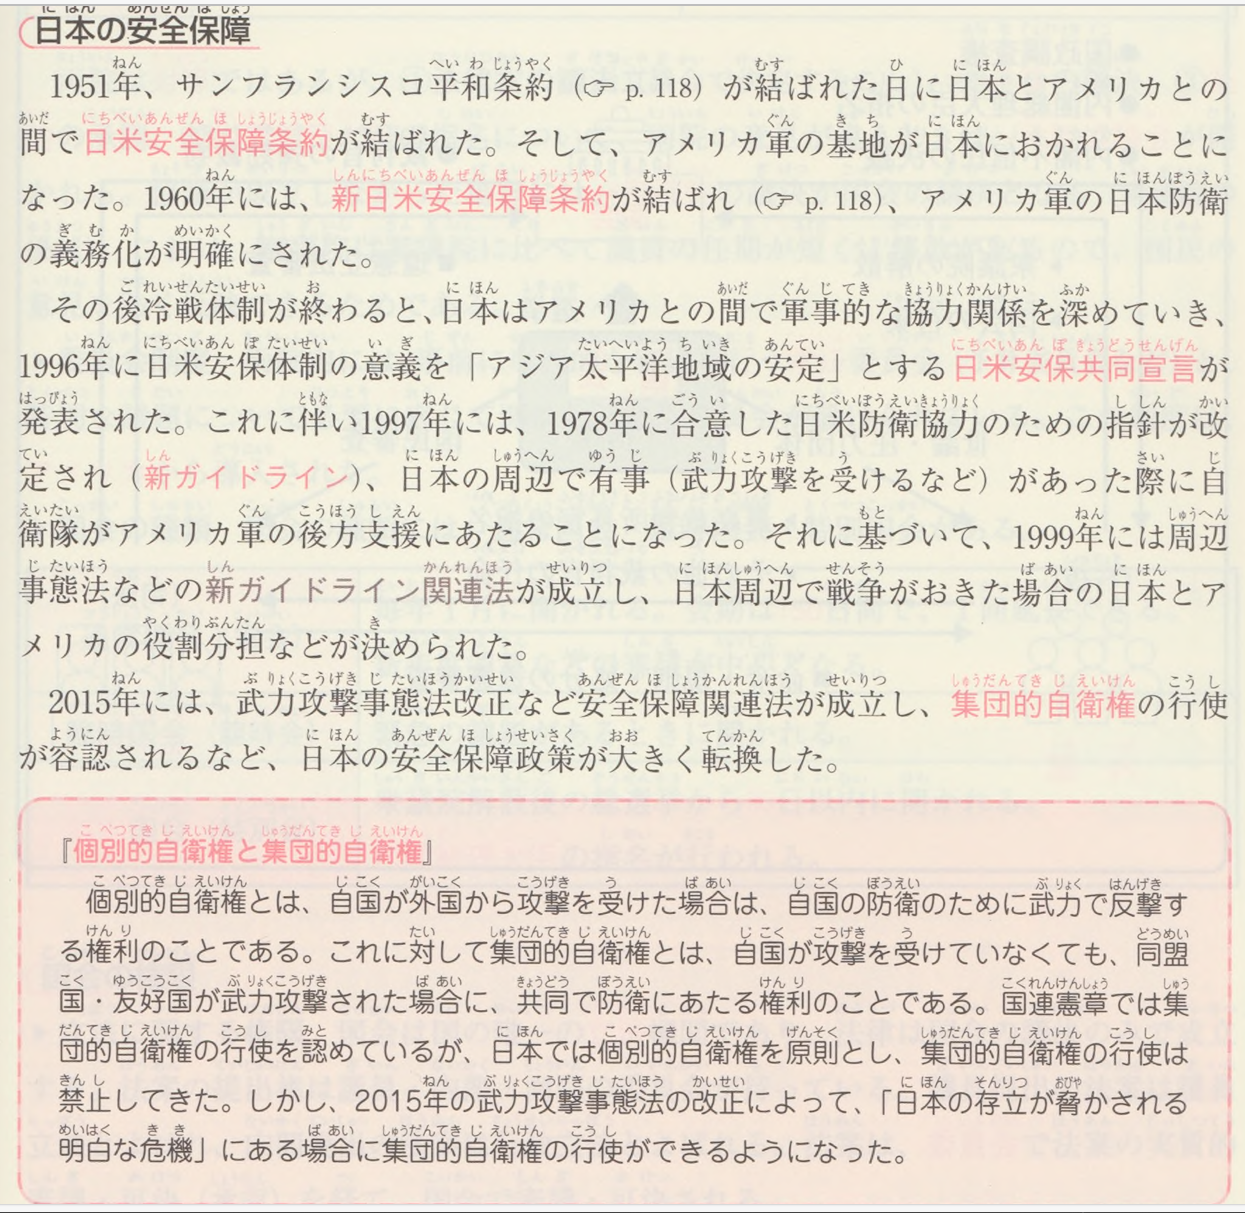 日本の安全保障
1951年、サンフランシスコ平和条約（☞ p. 118）が結ばれた日に日本とアメリカとの
間で日米安全保障条約が結ばれた。そして、アメリカ軍の基地が日本におかれることに
なった。1960年には、新日米安全保障条約が結ばれ（☞ p. 118）、アメリカ軍の日本防衛
の義務化が明確にされた。
その後冷戦体制が終わると、日本はアメリカとの間で軍事的な協力関係を深めていき、
1996年に日米安保体制の意義を「アジア太平洋地域の安定」とする日米安保共同宣言が
発表された。これに伴い1997年には、1978年に合意した日米防衛協力のための指針が改
定され（新ガイドライン）、日本の周辺で有事（武力攻撃を受けるなど）があった際に自
衛隊がアメリカ軍の後方支援にあたることになった。それに基づいて、1999年には周辺
事態法などの新ガイドライン関連法が成立し、日本周辺で戦争がおきた場合の日本とア
メリカの役割分担などが決められた。
2015年には、武力攻撃事態法改正など安全保障関連法が成立し、集団的自衛権の行使
が容認されるなど、日本の安全保障政策が大きく転換した。
『個別的自衛権と集団的自衛権』
個別的自衛権とは、自国が外国から攻撃を受けた場合は、自国の防衛のために武力で反撃す
る権利のことである。これに対して集団的自衛権とは、自国が攻撃を受けていなくても、同盟
国・友好国が武力攻撃された場合に、共同で防衛にあたる権利のことである。国連憲章では集
団的自衛権の行使を認めているが、日本では個別的自衛権を原則とし、集団的自衛権の行使は
禁止してきた。しかし、2015年の武力攻撃事態法の改正によって、「日本の存立が脅かされる
明白な危機」にある場合に集団的自衛権の行使ができるようになった。